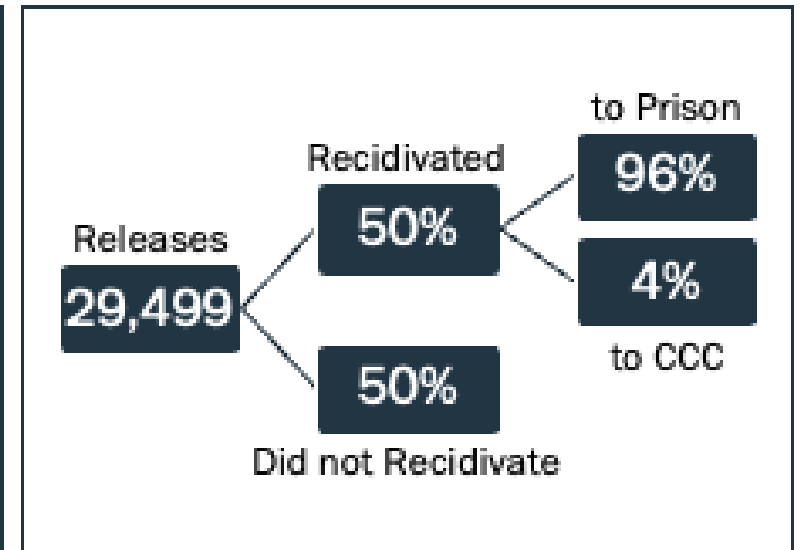 to Prison
96%
Recidivated
50%
Releases
29,499
4%
to CCC
50%
Did not Recidivate